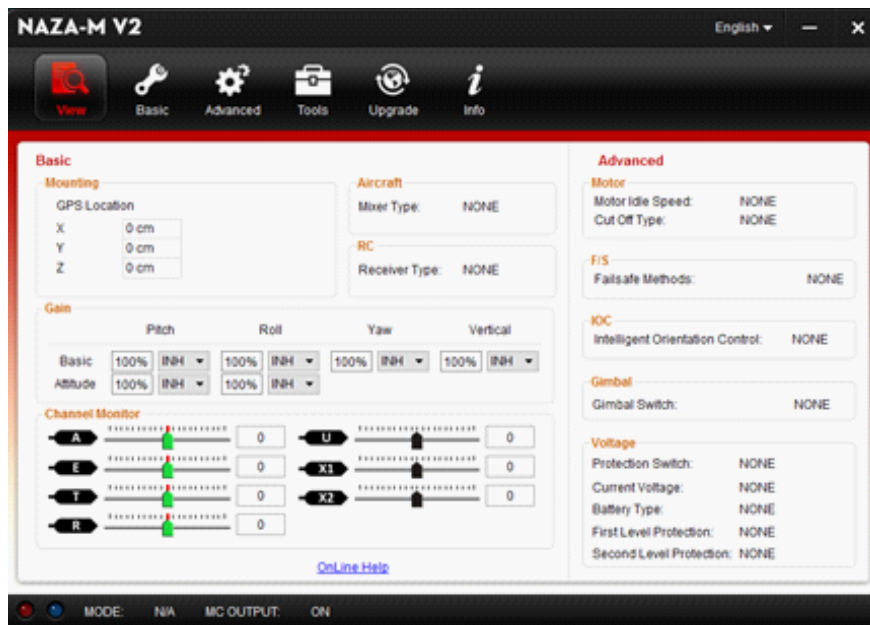 NAZA-M V2 English
View Basic Advanced Tools Upgrade Info
Basic
Mounting
GPS Location
X 0 cm
Y 0 cm
Z 0 cm
Aircraft
Mixer Type: NONE
RC
Receiver Type: NONE
Gain
Pitch Roll Yaw Vertical
Basic 100% INH 100% INH 100% INH 100% INH
Attitude 100% INH 100% INH
Channel Monitor
A 0 U 0
E 0 X1 0
T 0 X2 0
R 0
OnLine Help
Advanced
Motor
Motor Idle Speed: NONE
Cut Off Type: NONE
F/S
Failsafe Methods: NONE
IOC
Intelligent Orientation Control: NONE
Gimbal
Gimbal Switch: NONE
Voltage
Protection Switch: NONE
Current Voltage: NONE
Battery Type: NONE
First Level Protection: NONE
Second Level Protection: NONE
MODE: N/A MC OUTPUT: ON